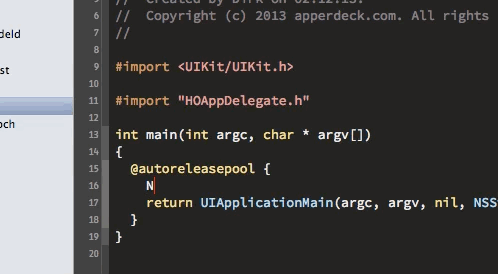 5 // Created by Dirk on 02.12.13.
6 // Copyright (c) 2013 apperdeck.com. All rights
7 //
8
9 #import <UIKit/UIKit.h>
10
11 #import "HOAppDelegate.h"
12
13 int main(int argc, char * argv[])
14 {
15 @autoreleasepool {
16 N
17 return UIApplicationMain(argc, argv, nil, NSS
18 }
19 }
20
deId
st
och